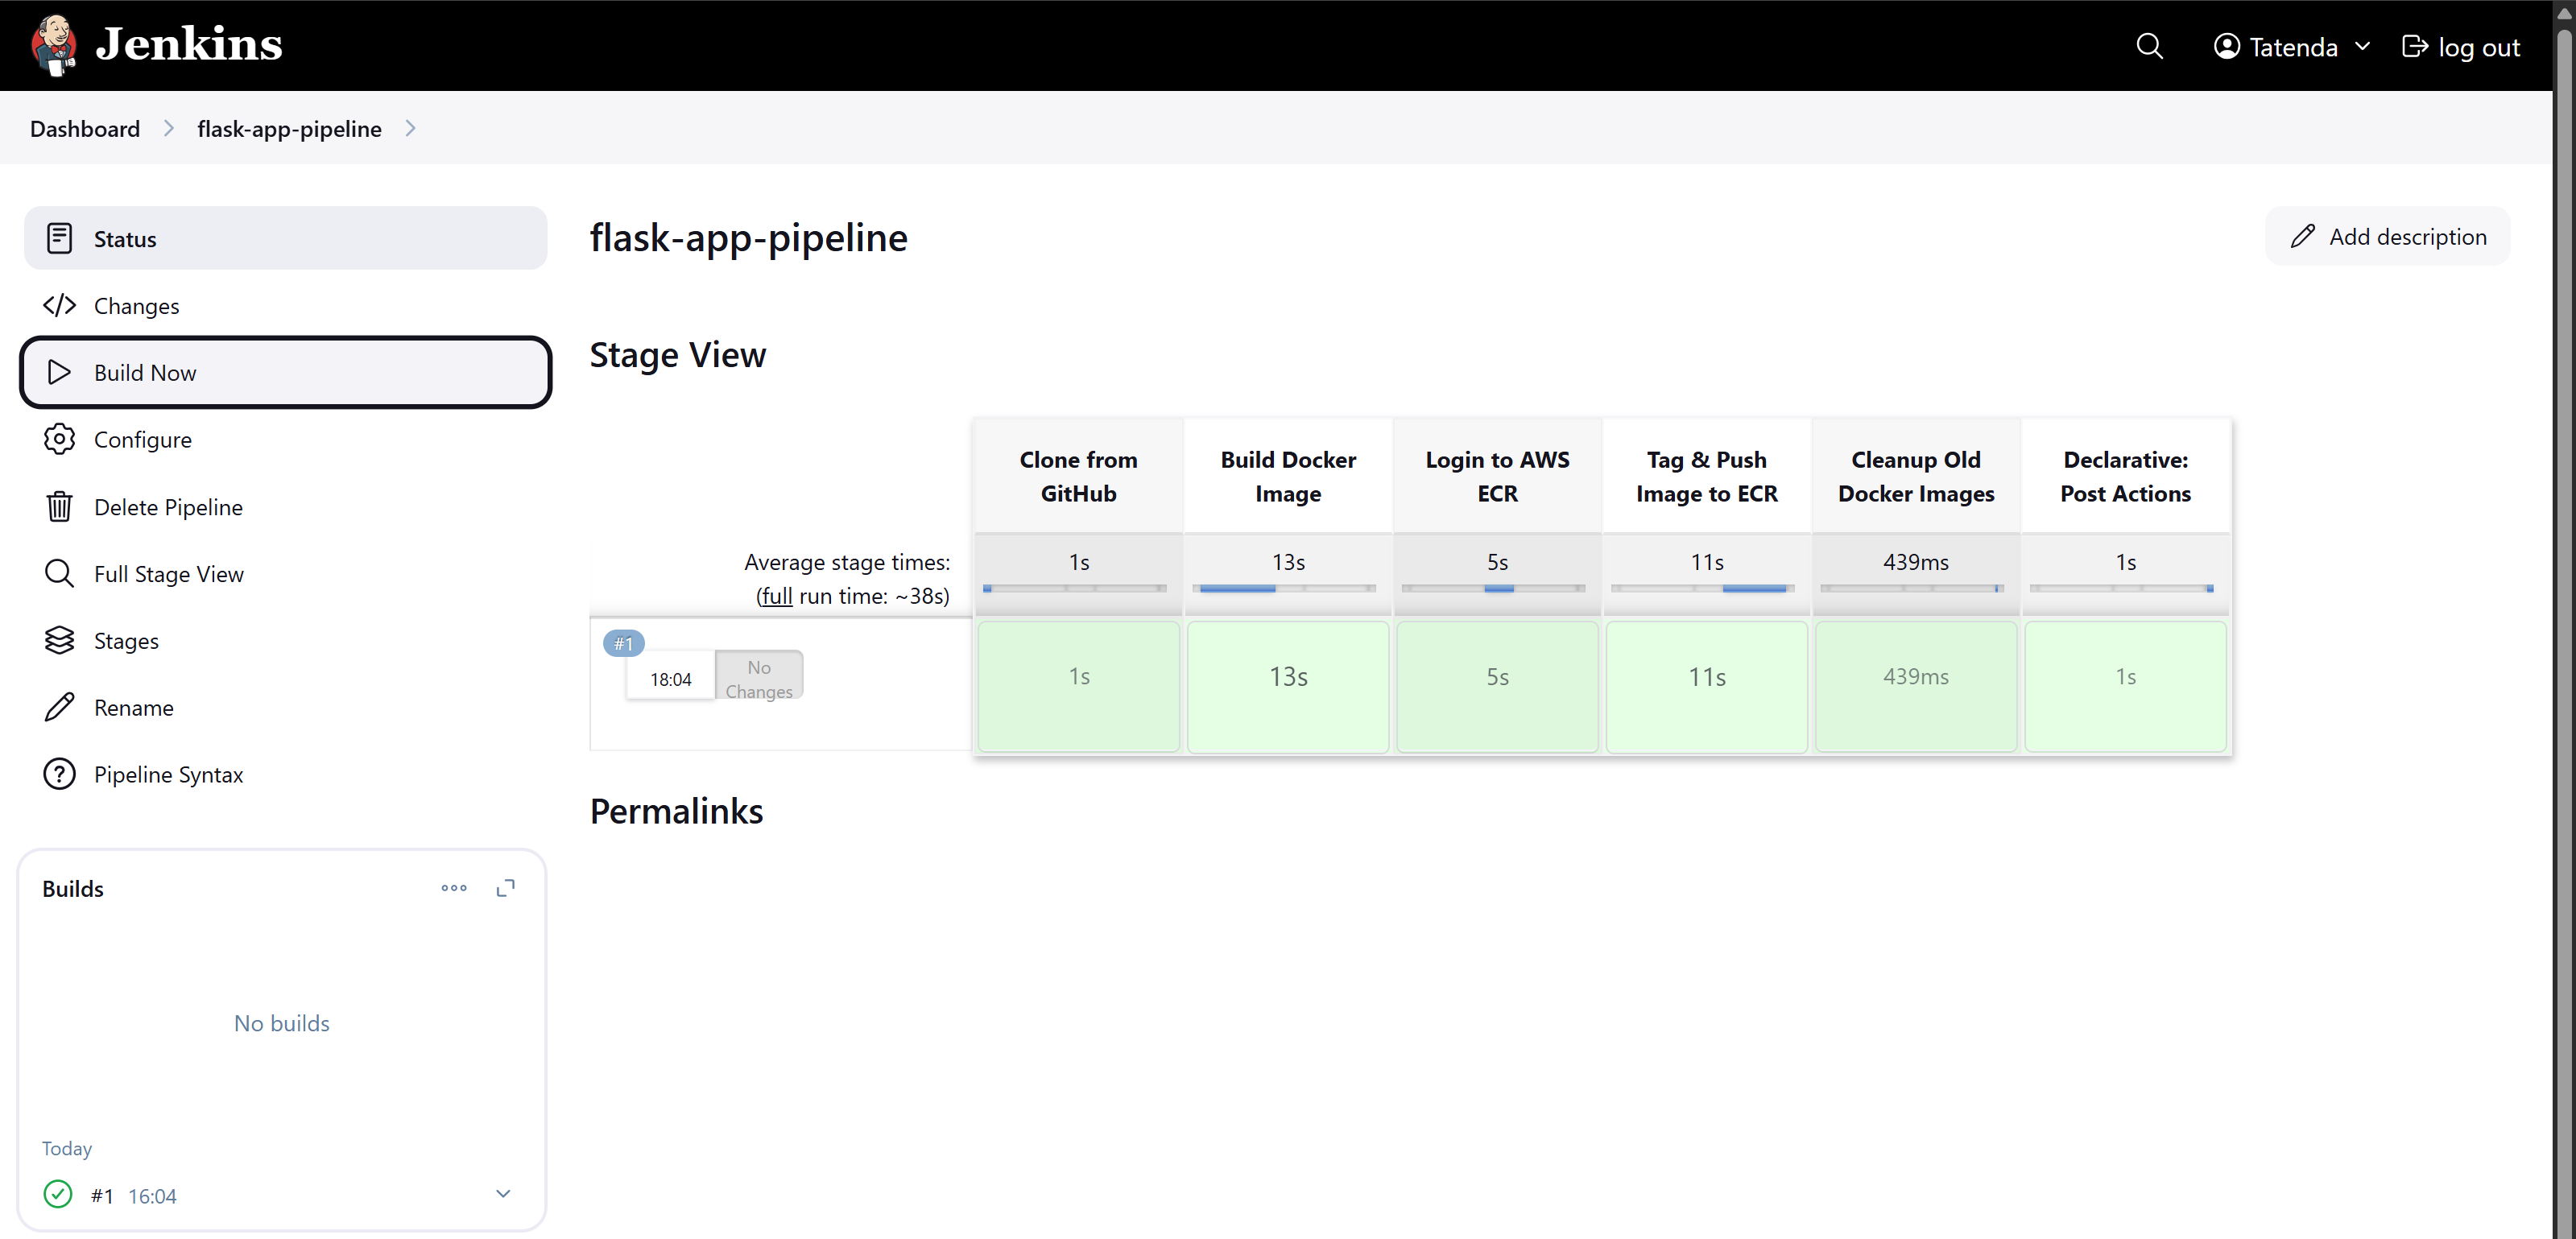 Jenkins
Tatenda
log out
Dashboard
flask-app-pipeline
Status
Changes
Build Now
Configure
Delete Pipeline
Full Stage View
Stages
Rename
Pipeline Syntax
Builds
No builds
Today
#1 16:04
flask-app-pipeline
Add description
Stage View
Clone from
GitHub
Build Docker
Image
Login to AWS
ECR
Tag & Push
Image to ECR
Cleanup Old
Docker Images
Declarative:
Post Actions
Average stage times:
(full run time: ~38s)
1s
13s
5s
11s
439ms
1s
#1
18:04
No
Changes
1s
13s
5s
11s
439ms
1s
Permalinks